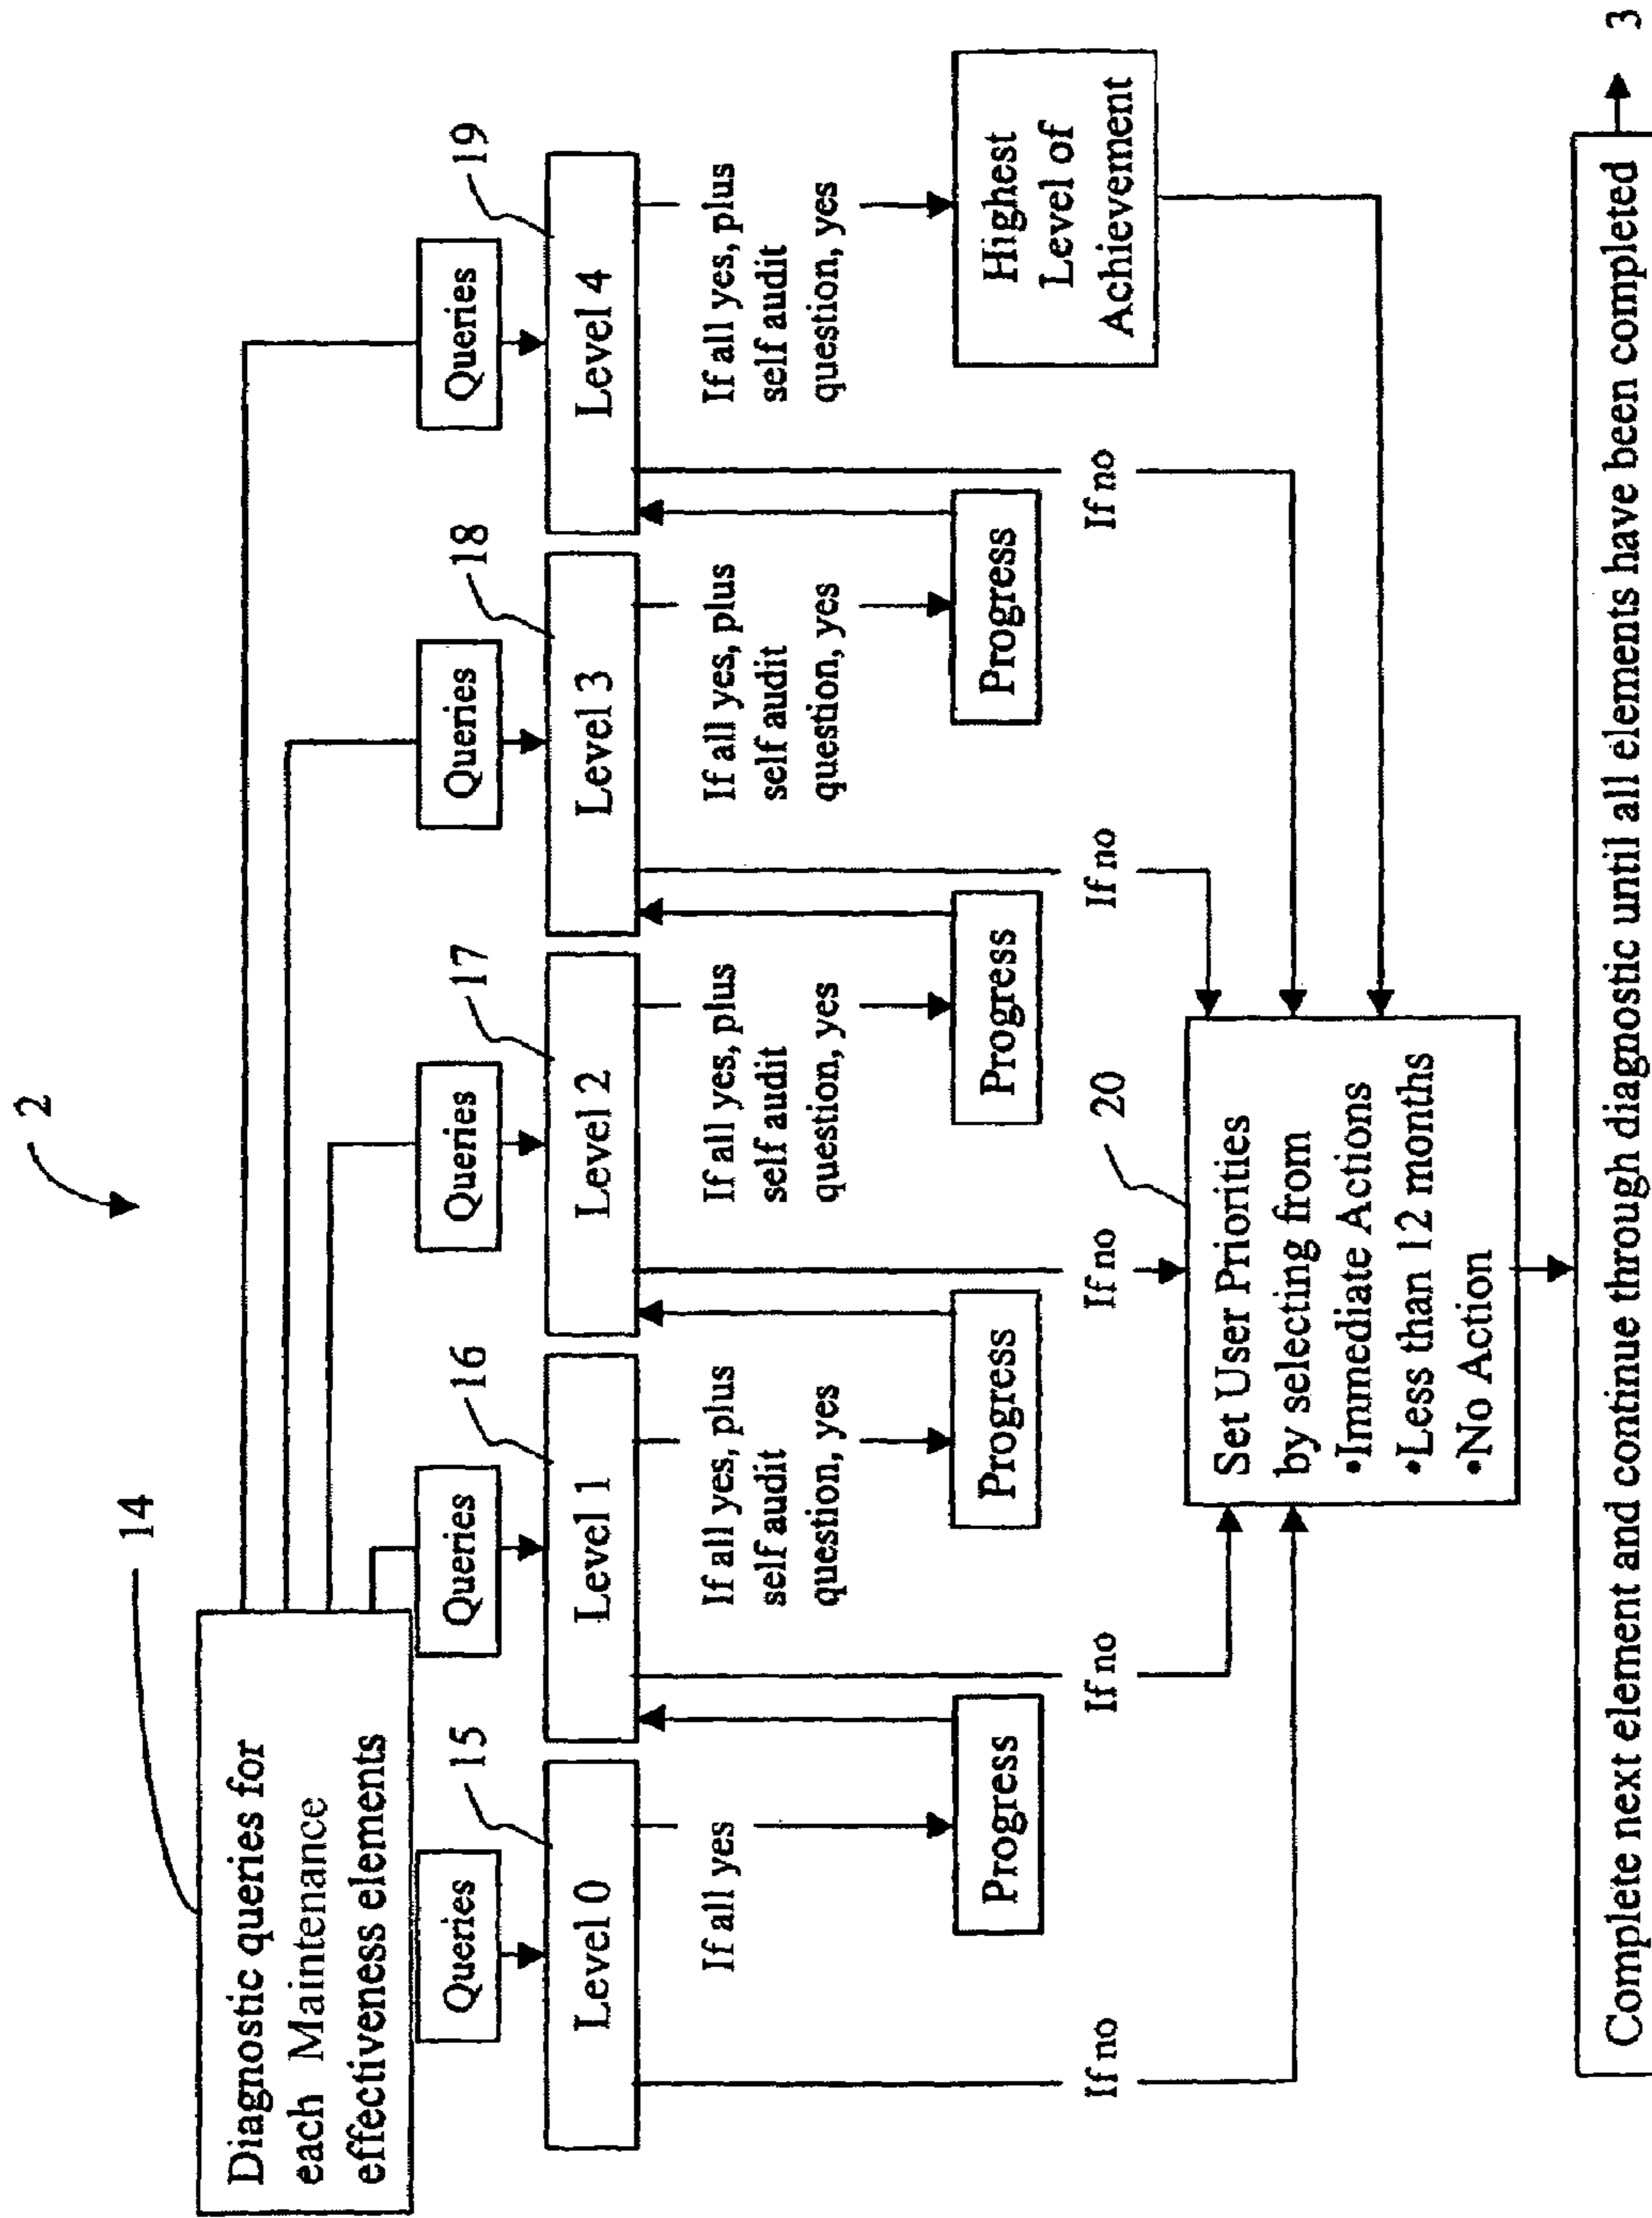 2
14
Diagnostic queries for
each Maintenance
effectiveness elements
Queries
Queries
Queries
Queries
Queries
15
16
17
18
19
Level 0
Level 1
Level 2
Level 3
Level 4
If all yes
If all yes, plus
self audit
question, yes
If all yes, plus
self audit
question, yes
If all yes, plus
self audit
question, yes
If all yes, plus
self audit
question, yes
Progress
Progress
Progress
Progress
Highest
Level of
Achievement
If no
If no
If no
If no
If no
20
Set User Priorities
by selecting from
•Immediate Actions
•Less than 12 months
•No Action
Complete next element and continue through diagnostic until all elements have been completed
3